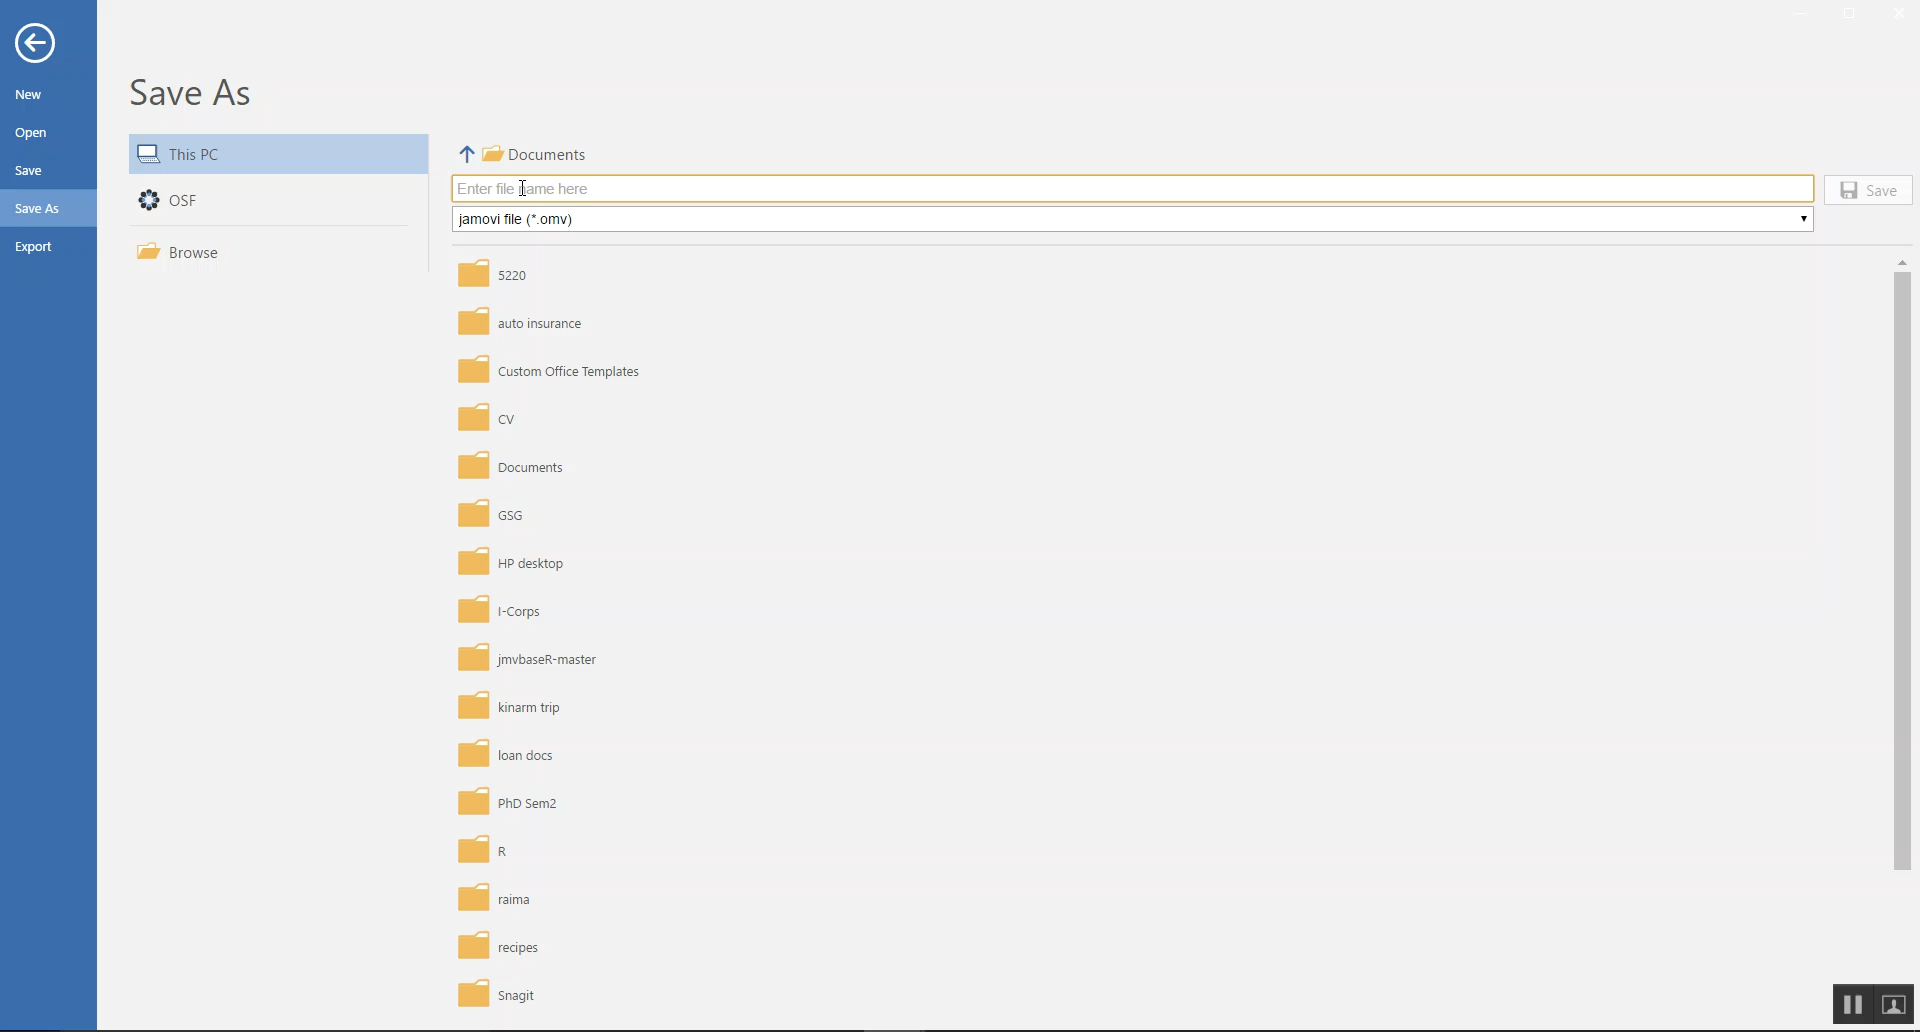 New
Open
Save
Save As
Export
Save As
This PC
OSF
Browse
Documents
Enter file name here
Save
jamovi file (*.omv)
5220
auto insurance
Custom Office Templates
CV
Documents
GSG
HP desktop
I-Corps
jmvbaseR-master
kinarm trip
loan docs
PhD Sem2
R
raima
recipes
Snagit